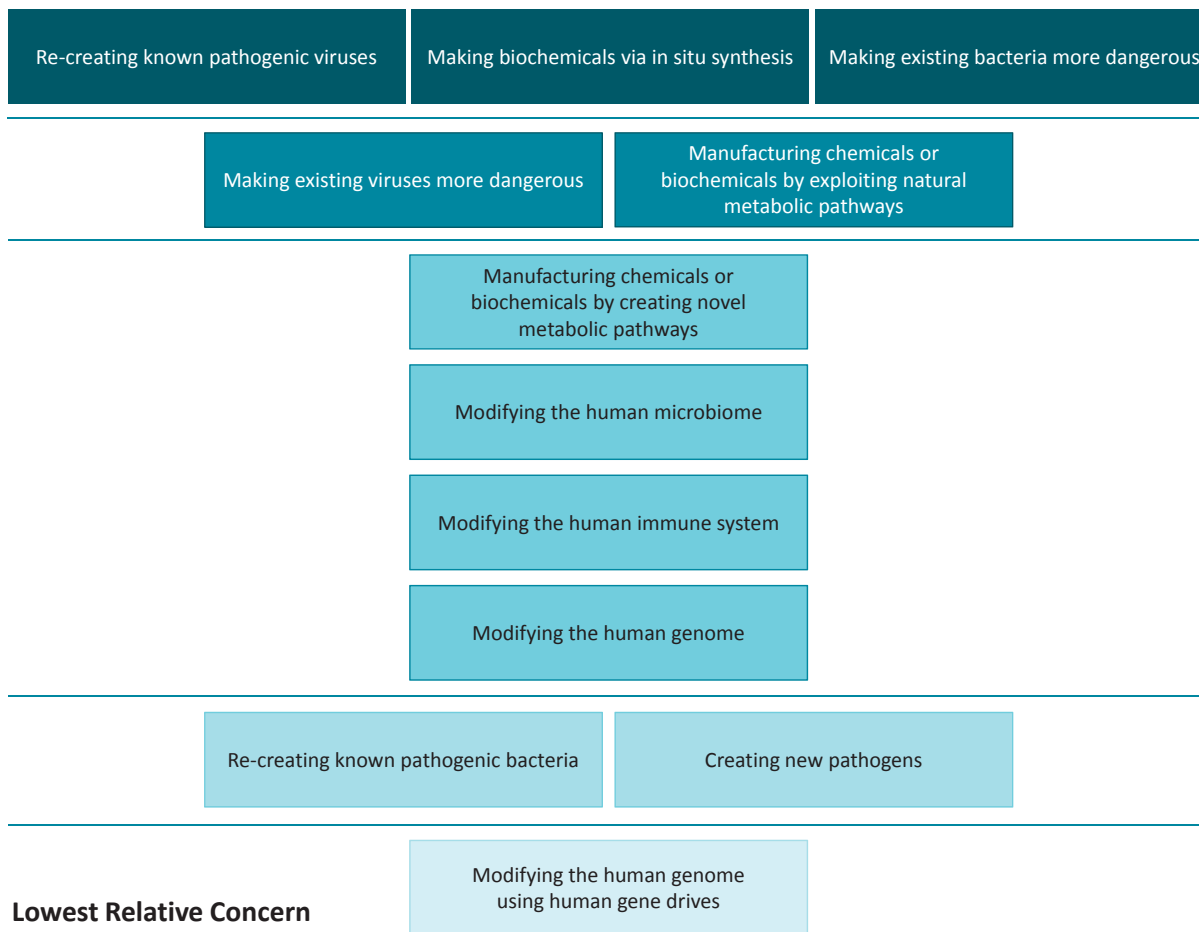 Re-creating known pathogenic viruses
Making biochemicals via in situ synthesis
Making existing bacteria more dangerous
Making existing viruses more dangerous
Manufacturing chemicals or
biochemicals by exploiting natural
metabolic pathways
Manufacturing chemicals or
biochemicals by creating novel
metabolic pathways
Modifying the human microbiome
Modifying the human immune system
Modifying the human genome
Re-creating known pathogenic bacteria
Creating new pathogens
Modifying the human genome
using human gene drives
Lowest Relative Concern